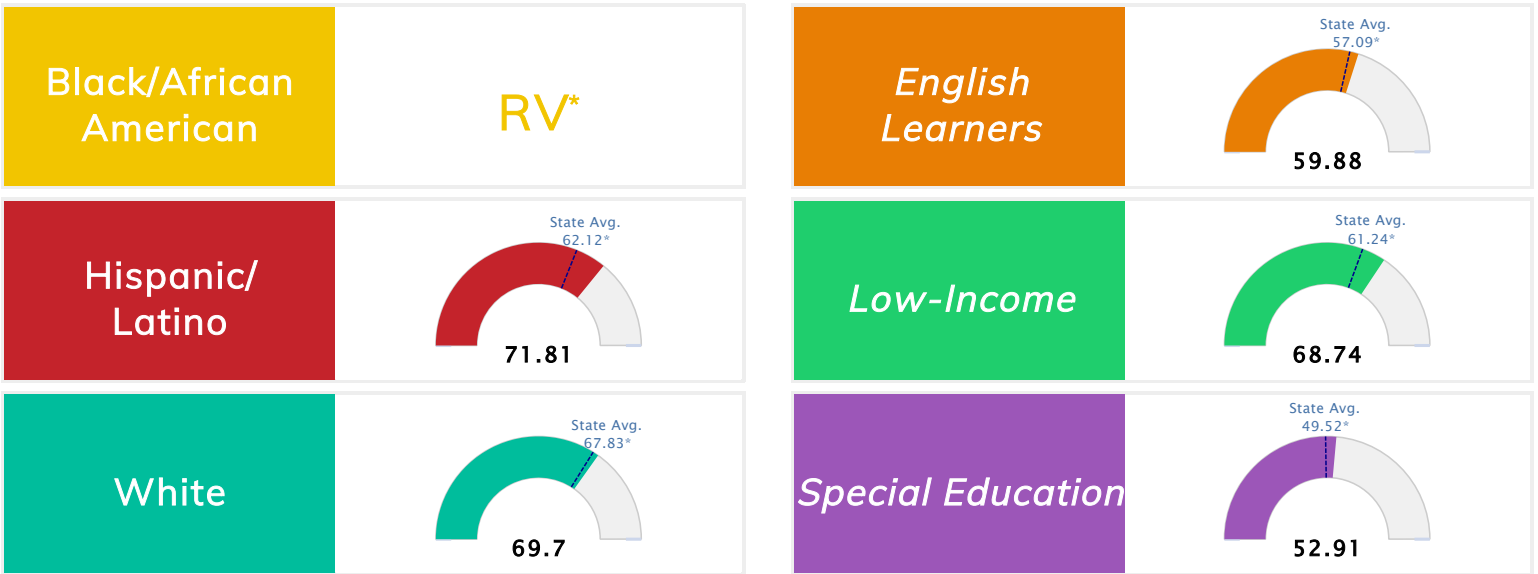 Black/African
American
RV*
English
Learners
State Avg.
57.09*
59.88
Hispanic/
Latino
State Avg.
62.12*
71.81
Low-Income
State Avg.
61.24*
68.74
White
State Avg.
67.83*
69.7
Special Education
State Avg.
49.52*
52.91